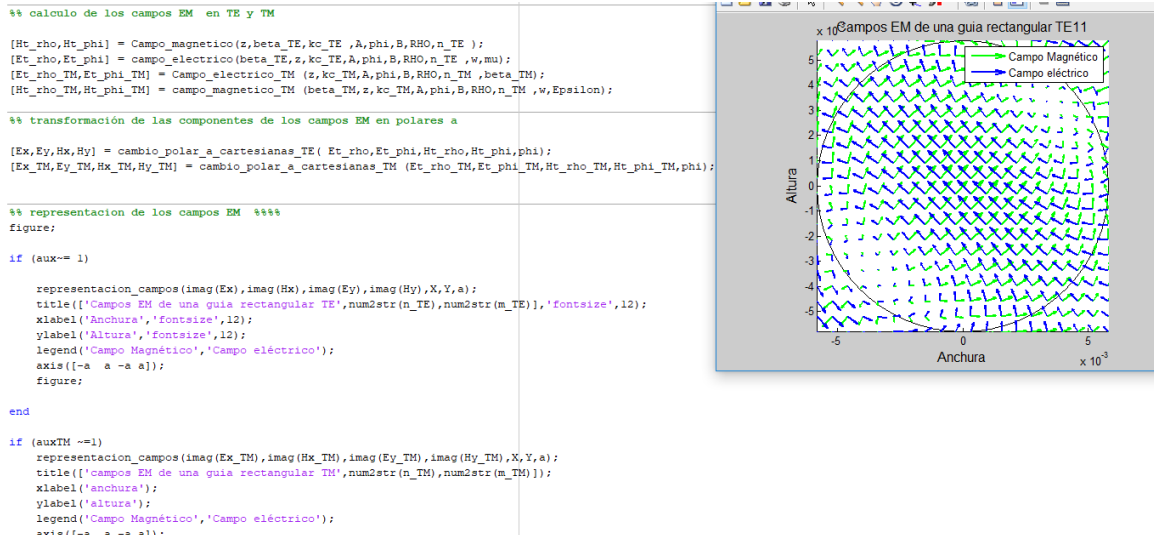 %% calculo de los campos EM  en TE y TM
[Ht_rho,Ht_phi] = Campo_magnetico(z,beta_TE,kc_TE ,A,phi,B,RHO,n_TE );
[Et_rho,Et_phi] = campo_electrico(beta_TE,z,kc_TE,A,phi,B,RHO,n_TE ,w,mu);
[Et_rho_TM,Et_phi_TM] = Campo_electrico_TM (z,kc_TM,A,phi,B,RHO,n_TM ,beta_TM);
[Ht_rho_TM,Ht_phi_TM] = campo_magnetico_TM (beta_TM,z,kc_TM,A,phi,B,RHO,n_TM ,w,Epsilon);
%% transformación de las componentes de los campos EM en polares a
[Ex,Ey,Hx,Hy] = cambio_polar_a_cartesianas_TE( Et_rho,Et_phi,Ht_rho,Ht_phi,phi);
[Ex_TM,Ey_TM,Hx_TM,Hy_TM] = cambio_polar_a_cartesianas_TM (Et_rho_TM,Et_phi_TM,Ht_rho_TM,Ht_phi_TM,phi);
%% representacion de los campos EM  %%%%
figure;
if (aux~= 1)
representacion_campos(imag(Ex),imag(Hx),imag(Ey),imag(Hy),X,Y,a);
title(['Campos EM de una guia rectangular TE',num2str(n_TE),num2str(m_TE)],'fontsize',12);
xlabel('Anchura','fontsize',12);
ylabel('Altura','fontsize',12);
legend('Campo Magnético','Campo eléctrico');
axis([-a  a -a a]);
figure;
end
if (auxTM ~=1)
representacion_campos(imag(Ex_TM),imag(Hx_TM),imag(Ey_TM),imag(Hy_TM),X,Y,a);
title(['campos EM de una guia rectangular TM',num2str(n_TM),num2str(m_TM)]);
xlabel('anchura');
ylabel('altura');
legend('Campo Magnético','Campo eléctrico');
axis([-a  a -a a]);
x 10
Campos EM de una guia rectangular TE11
Campo Magnético
Campo eléctrico
5
4
3
2
1
0
-1
-2
-3
-4
-5
Altura
-5
0
5
Anchura
x 10⁻³